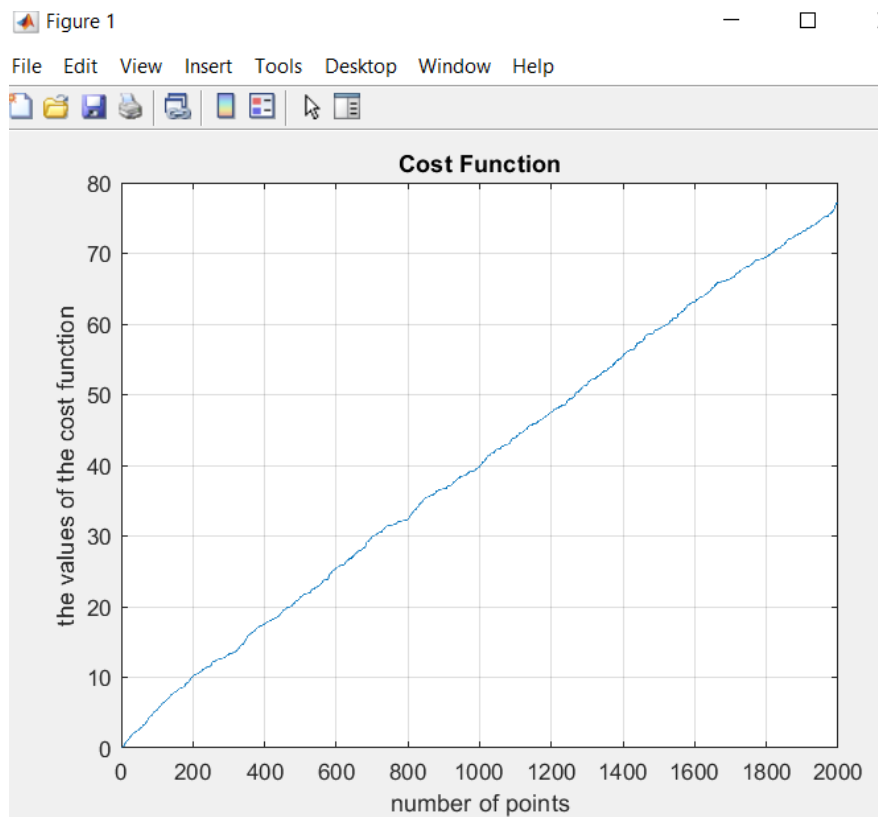 Figure 1
File Edit View Insert Tools Desktop Window Help
Cost Function
80
70
60
50
40
30
20
10
0
the values of the cost function
0 200 400 600 800 1000 1200 1400 1600 1800 2000
number of points